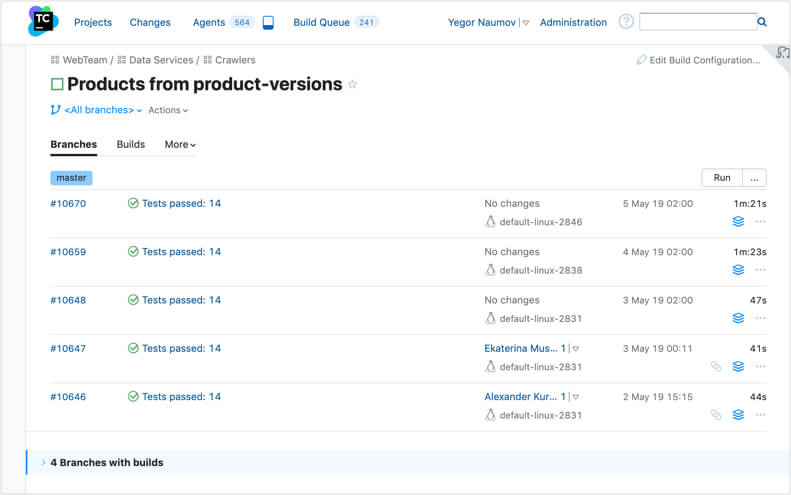 TC Projects Changes Agents 564 Build Queue 241 Yegor Naumov Administration ?
WebTeam / Data Services / Crawlers Edit Build Configuration...
Products from product-versions
<All branches> Actions
Branches Builds More
master Run ...
#10670 Tests passed: 14 No changes 5 May 19 02:00 1m:21s
default-linux-2846
#10659 Tests passed: 14 No changes 4 May 19 02:00 1m:23s
default-linux-2838
#10648 Tests passed: 14 No changes 3 May 19 02:00 47s
default-linux-2831
#10647 Tests passed: 14 Ekaterina Mus... 1 3 May 19 00:11 41s
default-linux-2831
#10646 Tests passed: 14 Alexander Kur... 1 2 May 19 15:15 44s
default-linux-2831
4 Branches with builds